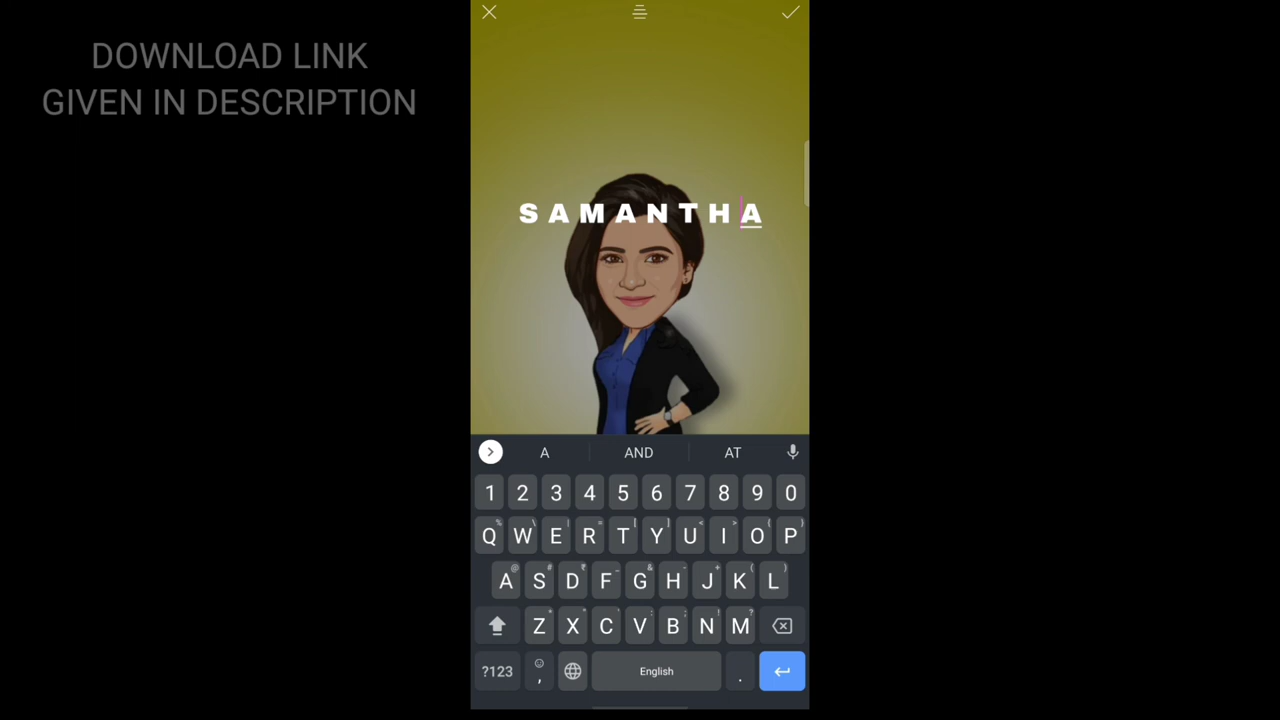 DOWNLOAD LINK
GIVEN IN DESCRIPTION
S A M A N T H A
A AND AT
1 2 3 4 5 6 7 8 9 0
Q W E R T Y U I O P
A S D F G H J K L
Z X C V B N M
?123 , English .